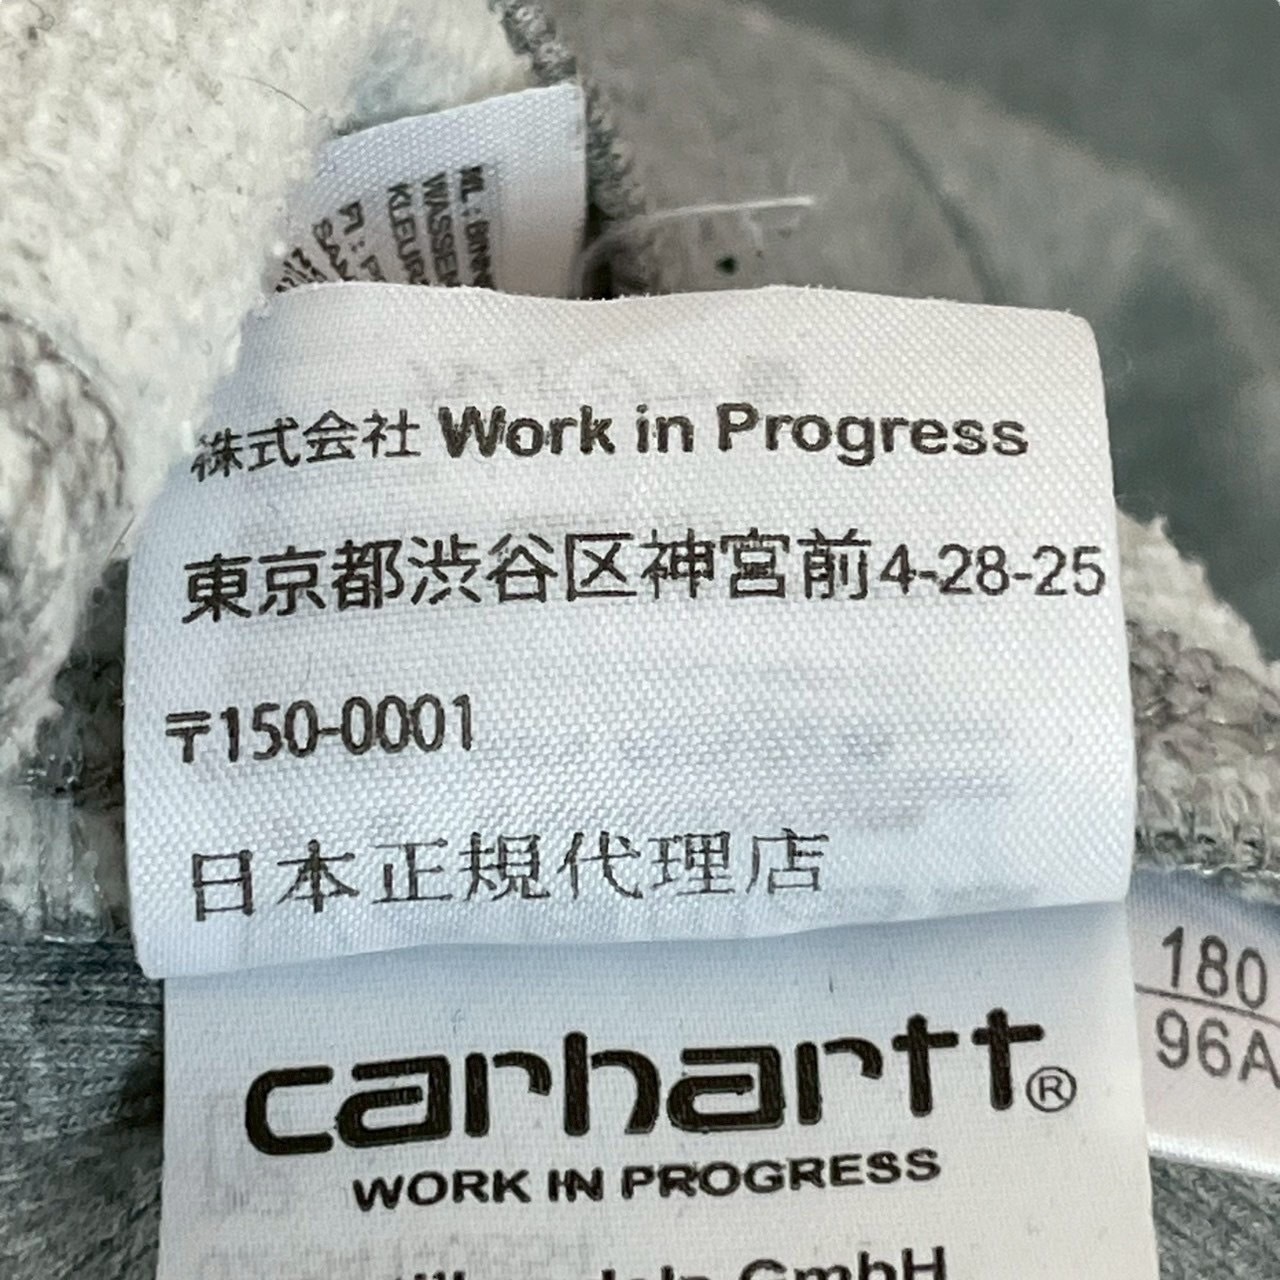 株式会社 Work in Progress
東京都渋谷区神宮前4-28-25
〒150-0001
日本正規代理店
carhartt®
WORK IN PROGRESS
GmbH
180
96A